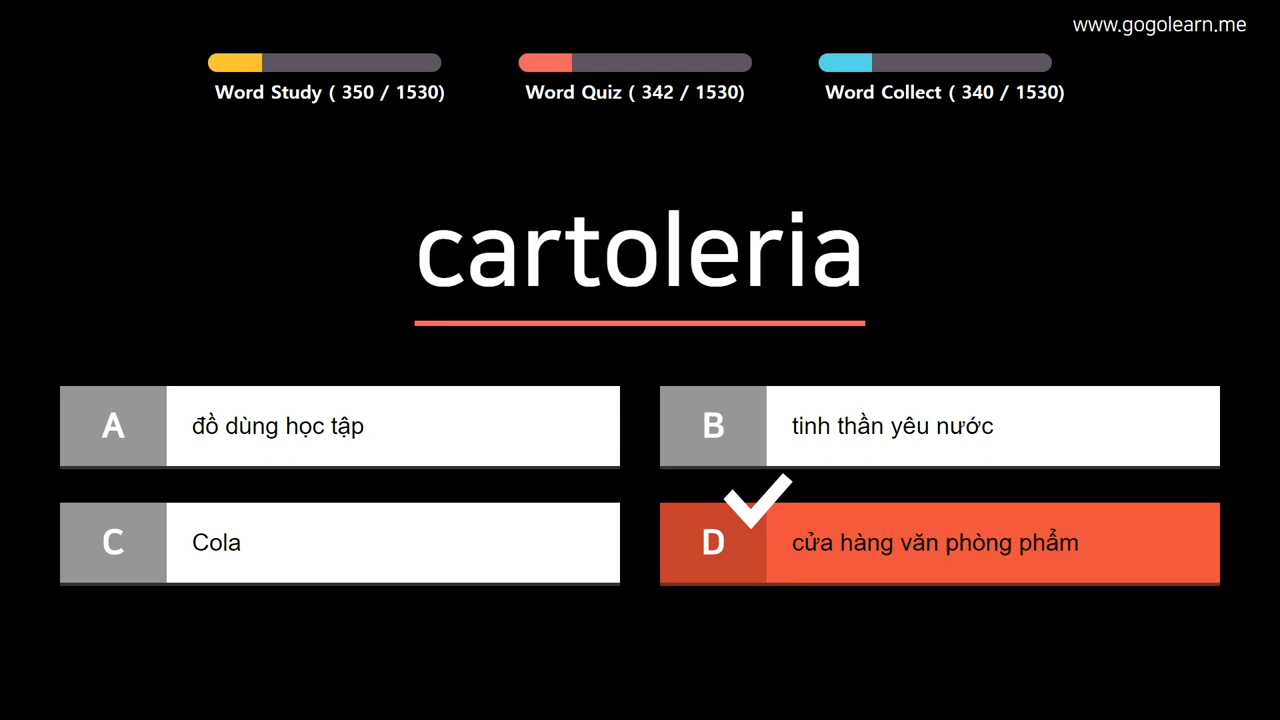 www.gogolearn.me
Word Study ( 350 / 1530)
Word Quiz ( 342 / 1530)
Word Collect ( 340 / 1530)
cartoleria
A
đồ dùng học tập
B
tinh thần yêu nước
C
Cola
D
cửa hàng văn phòng phẩm